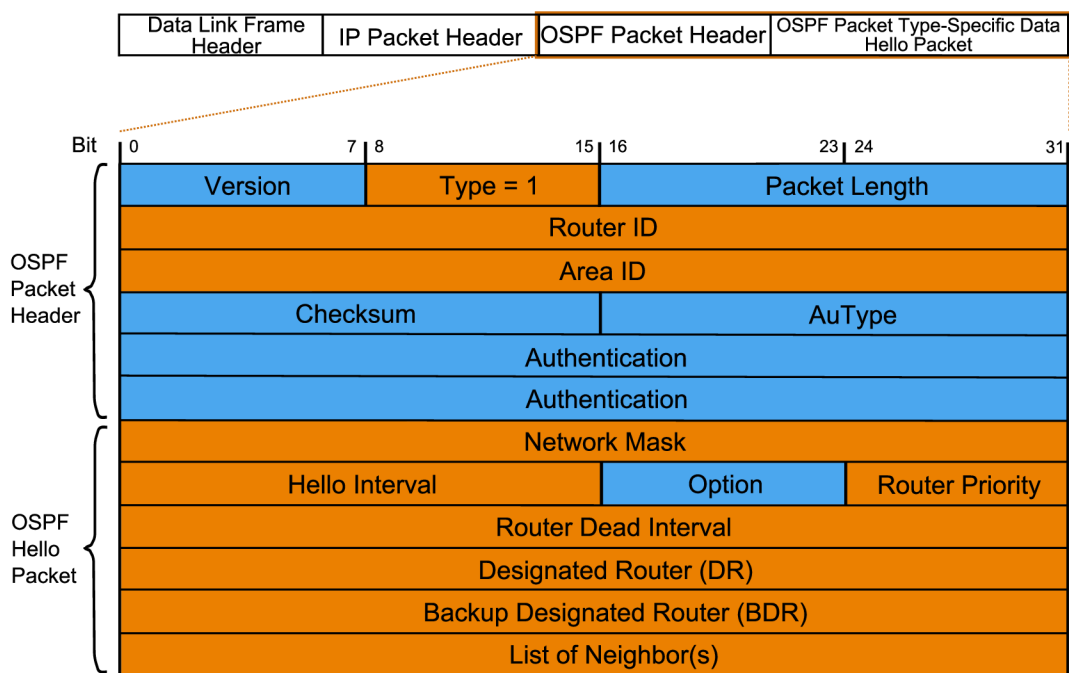 Data Link Frame Header
IP Packet Header
OSPF Packet Header
OSPF Packet Type-Specific Data
Hello Packet
Bit 0 7 8 15 16 23 24 31
OSPF
Packet
Header
Version Type = 1 Packet Length
Router ID
Area ID
Checksum AuType
Authentication
Authentication
OSPF
Hello
Packet
Network Mask
Hello Interval Option Router Priority
Router Dead Interval
Designated Router (DR)
Backup Designated Router (BDR)
List of Neighbor(s)